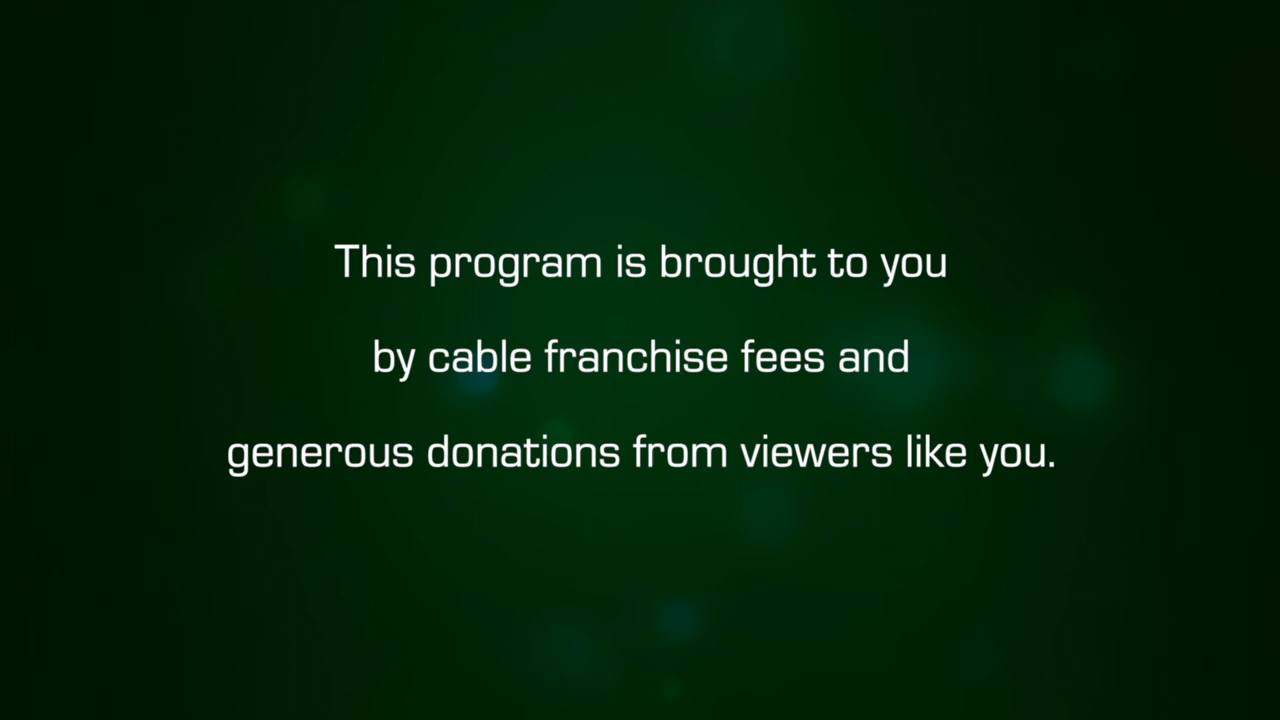 This program is brought to you
by cable franchise fees and
generous donations from viewers like you.